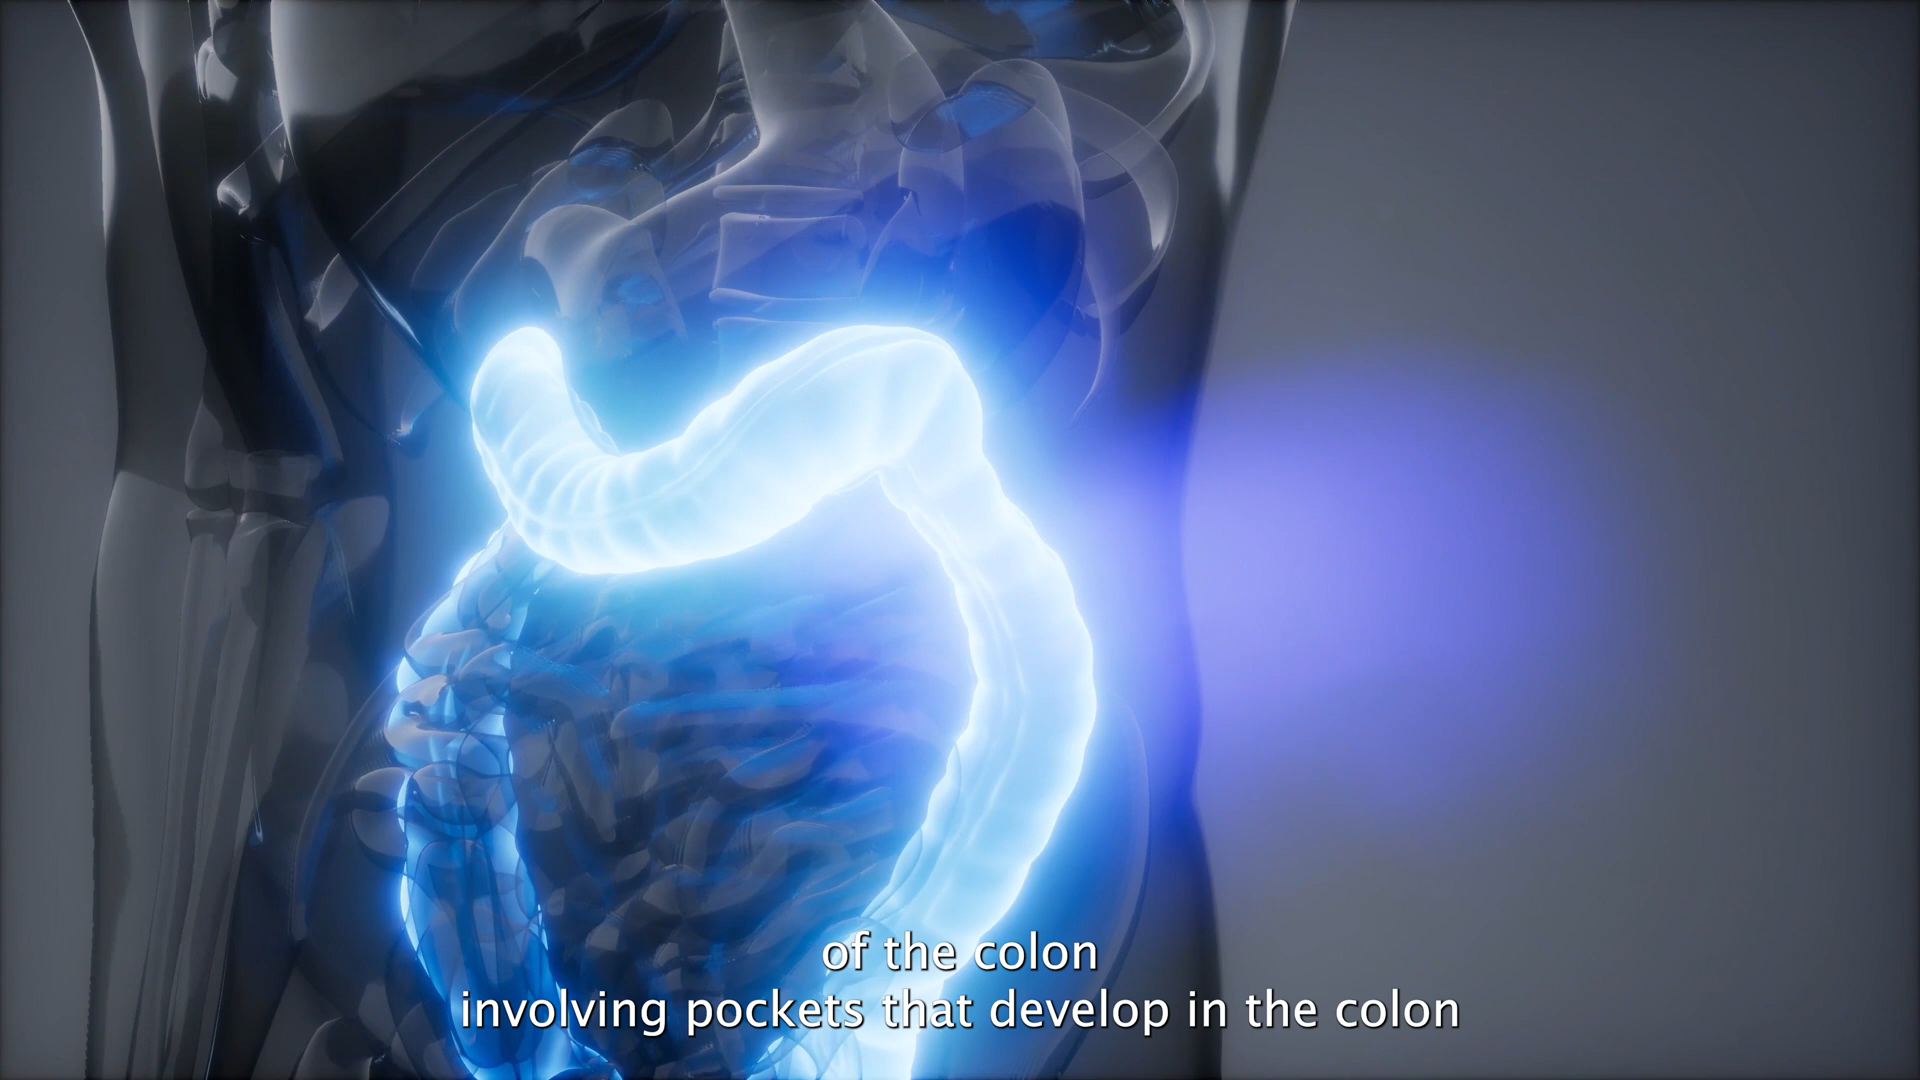 of the colon
involving pockets that develop in the colon